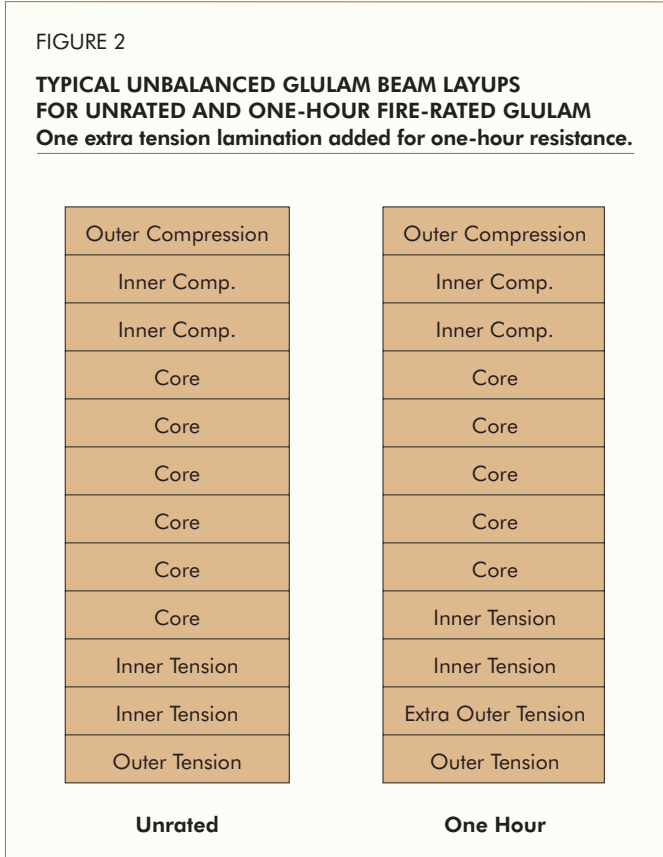 FIGURE 2
TYPICAL UNBALANCED GLULAM BEAM LAYUPS
FOR UNRATED AND ONE-HOUR FIRE-RATED GLULAM
One extra tension lamination added for one-hour resistance.
Outer Compression
Inner Comp.
Inner Comp.
Core
Core
Core
Core
Core
Core
Inner Tension
Inner Tension
Outer Tension
Unrated
Outer Compression
Inner Comp.
Inner Comp.
Core
Core
Core
Core
Core
Inner Tension
Inner Tension
Extra Outer Tension
Outer Tension
One Hour